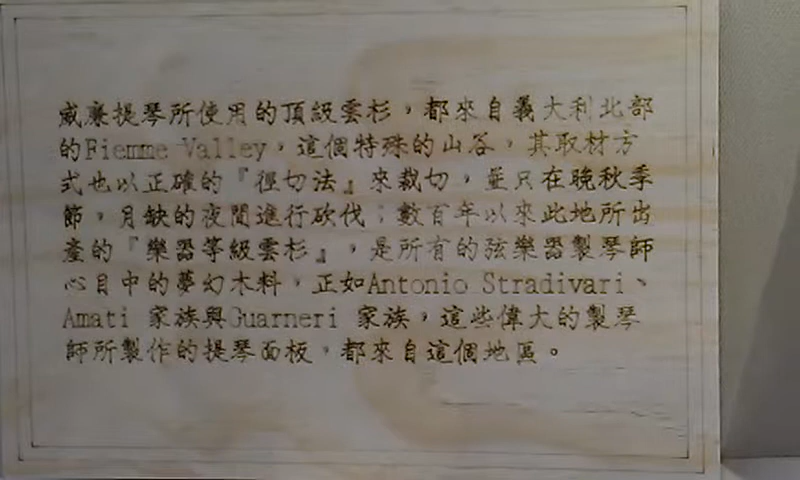 威廉提琴所使用的頂級雲杉，都來自義大利北部
的Fiemme Valley，這個特殊的山谷，其取材方
式也以正確的『徑切法』來裁切，並只在晚秋季
節，月缺的夜間進行砍伐；數百年以來此地所出
產的『樂器等級雲杉』，是所有的弦樂器製琴師
心目中的夢幻木料，正如Antonio Stradivari、
Amati 家族與Guarneri 家族，這些偉大的製琴
師所製作的提琴面板，都來自這個地區。